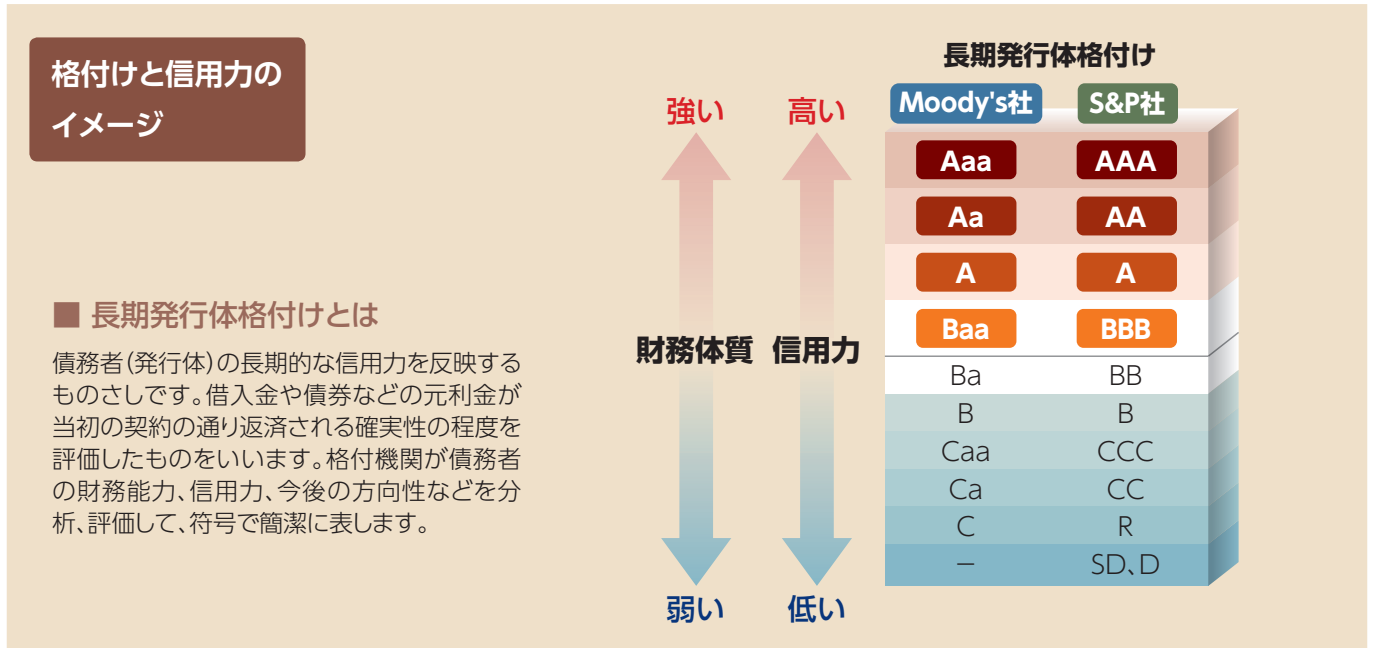 格付けと信用力の
イメージ
■ 長期発行体格付けとは
債務者(発行体)の長期的な信用力を反映する
ものさしです。借入金や債券などの元利金が
当初の契約の通り返済される確実性の程度を
評価したものをいいます。格付機関が債務者
の財務能力、信用力、今後の方向性などを分
析、評価して、符号で簡潔に表します。
強い 高い
財務体質 信用力
弱い 低い
長期発行体格付け
Moody's社 S&P社
Aaa AAA
Aa AA
A A
Baa BBB
Ba BB
B B
Caa CCC
Ca CC
C R
– SD、D